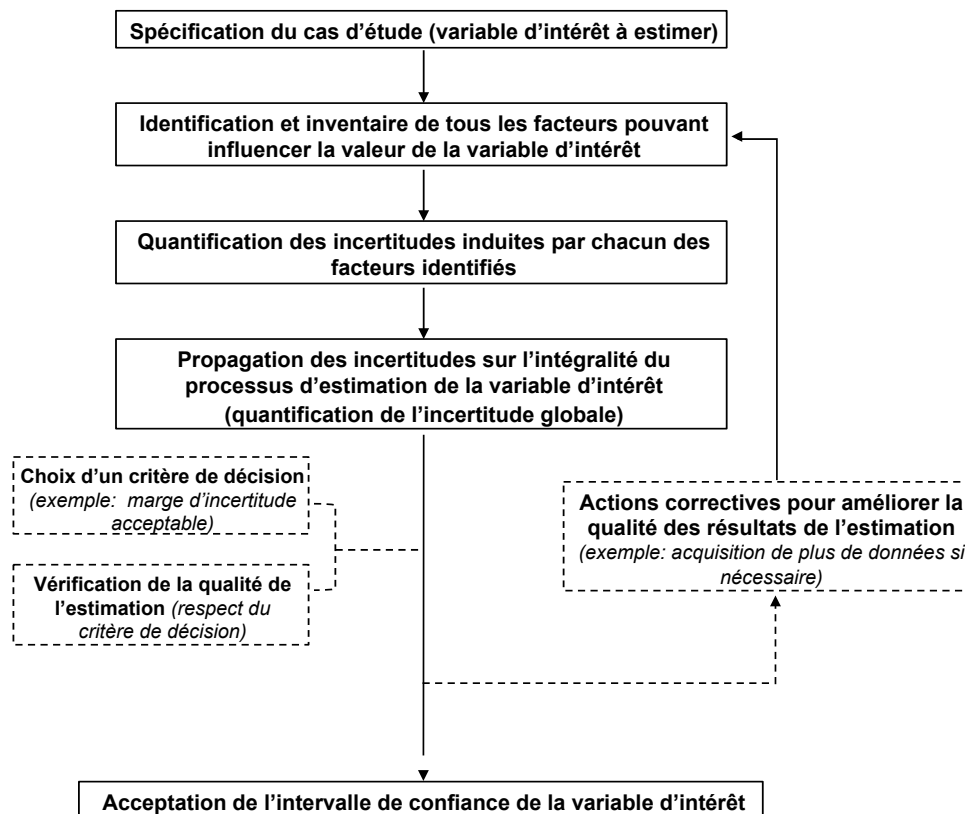 Spécification du cas d’étude (variable d’intérêt à estimer)
Identification et inventaire de tous les facteurs pouvant
influencer la valeur de la variable d’intérêt
Quantification des incertitudes induites par chacun des
facteurs identifiés
Propagation des incertitudes sur l’intégralité du
processus d’estimation de la variable d’intérêt
(quantification de l’incertitude globale)
Choix d’un critère de décision
(exemple: marge d’incertitude
acceptable)
Vérification de la qualité de
l’estimation (respect du
critère de décision)
Actions correctives pour améliorer la
qualité des résultats de l’estimation
(exemple: acquisition de plus de données si
nécessaire)
Acceptation de l’intervalle de confiance de la variable d’intérêt